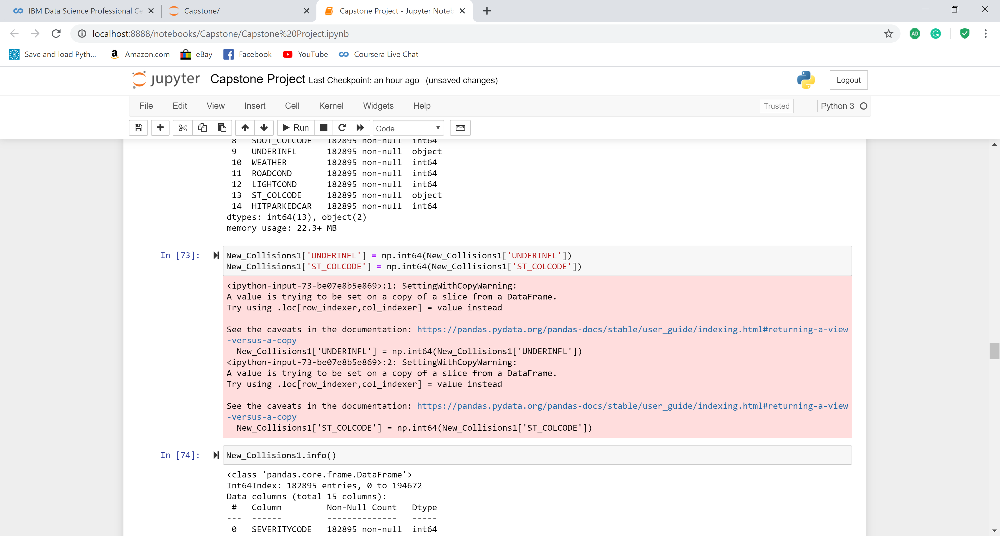 IBM Data Science Professional Ce
Capstone/
Capstone Project - Jupyter Noteb
localhost:8888/notebooks/Capstone/Capstone%20Project.ipynb
AD
G
Save and load Pyth...
Amazon.com
eBay
Facebook
YouTube
Coursera Live Chat
jupyter Capstone Project Last Checkpoint: an hour ago (unsaved changes)
Logout
File Edit View Insert Cell Kernel Widgets Help
Trusted
Python 3
Run
Code
8 SDOT_COLCODE 182895 non-null int64
9 UNDERINFL 182895 non-null object
10 WEATHER 182895 non-null int64
11 ROADCOND 182895 non-null int64
12 LIGHTCOND 182895 non-null int64
13 ST_COLCODE 182895 non-null object
14 HITPARKEDCAR 182895 non-null int64
dtypes: int64(13), object(2)
memory usage: 22.3+ MB
In [73]: New_Collisions1['UNDERINFL'] = np.int64(New_Collisions1['UNDERINFL'])
New_Collisions1['ST_COLCODE'] = np.int64(New_Collisions1['ST_COLCODE'])
<ipython-input-73-be07e8b5e869>:1: SettingWithCopyWarning:
A value is trying to be set on a copy of a slice from a DataFrame.
Try using .loc[row_indexer,col_indexer] = value instead
See the caveats in the documentation: https://pandas.pydata.org/pandas-docs/stable/user_guide/indexing.html#returning-a-view
-versus-a-copy
New_Collisions1['UNDERINFL'] = np.int64(New_Collisions1['UNDERINFL'])
<ipython-input-73-be07e8b5e869>:2: SettingWithCopyWarning:
A value is trying to be set on a copy of a slice from a DataFrame.
Try using .loc[row_indexer,col_indexer] = value instead
See the caveats in the documentation: https://pandas.pydata.org/pandas-docs/stable/user_guide/indexing.html#returning-a-view
-versus-a-copy
New_Collisions1['ST_COLCODE'] = np.int64(New_Collisions1['ST_COLCODE'])
In [74]: New_Collisions1.info()
<class 'pandas.core.frame.DataFrame'>
Int64Index: 182895 entries, 0 to 194672
Data columns (total 15 columns):
# Column Non-Null Count Dtype
--- ------ -------------- -----
0 SEVERITYCODE 182895 non-null int64